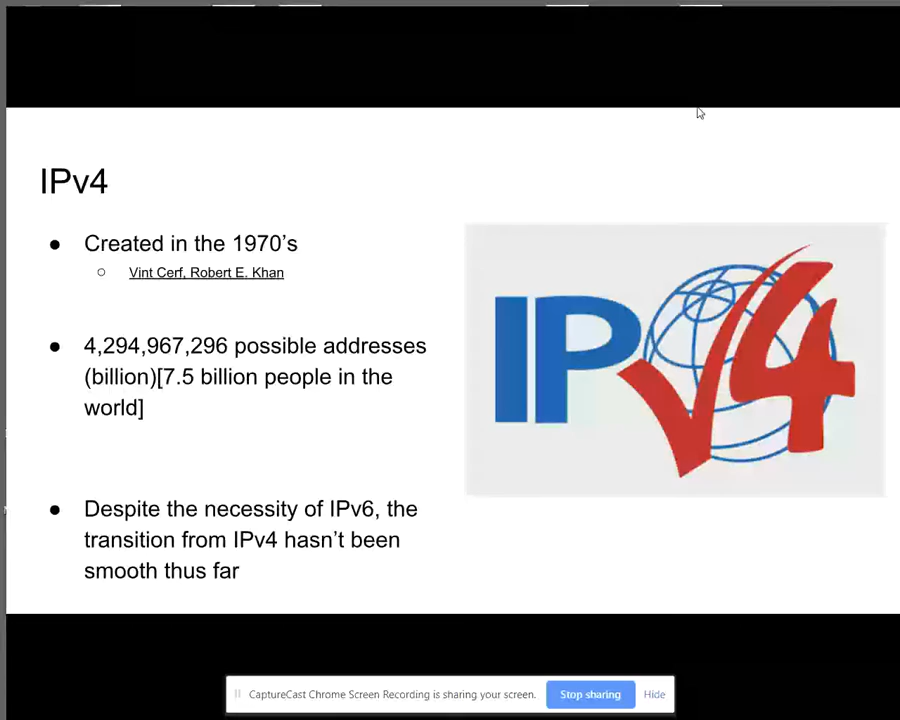 IPv4
● Created in the 1970's
○ Vint Cerf, Robert E. Khan
● 4,294,967,296 possible addresses
(billion)[7.5 billion people in the
world]
● Despite the necessity of IPv6, the
transition from IPv4 hasn't been
smooth thus far
IPv4
CaptureCast Chrome Screen Recording is sharing your screen. Stop sharing Hide